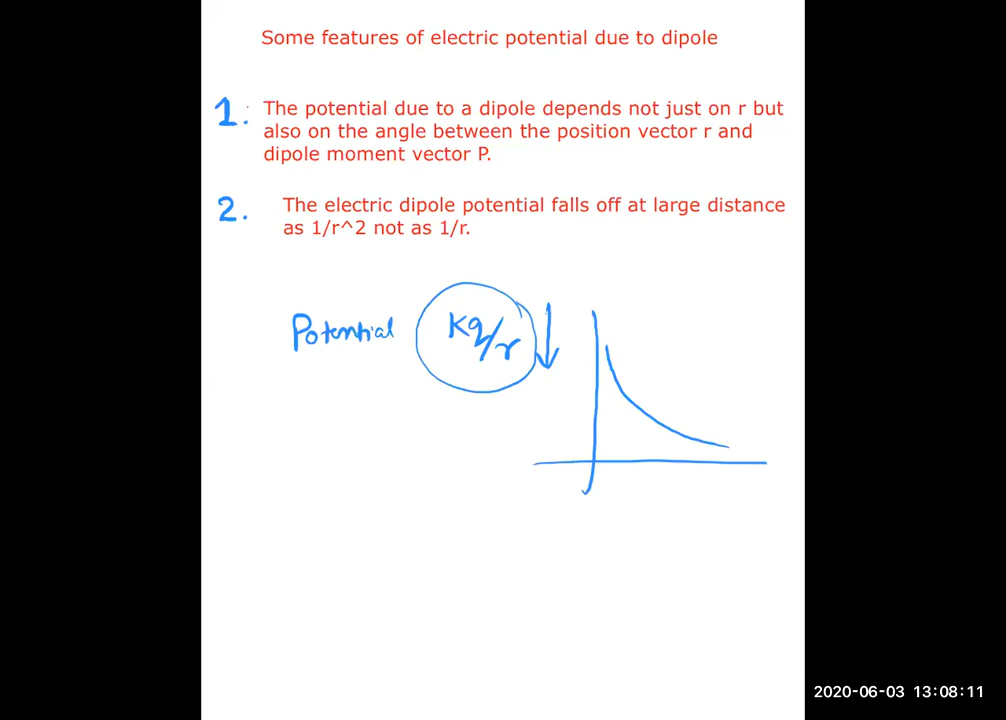 Some features of electric potential due to dipole
1. The potential due to a dipole depends not just on r but
also on the angle between the position vector r and
dipole moment vector P.
2. The electric dipole potential falls off at large distance
as 1/r^2 not as 1/r.
Potential Kq/r
2020-06-03 13:08:11